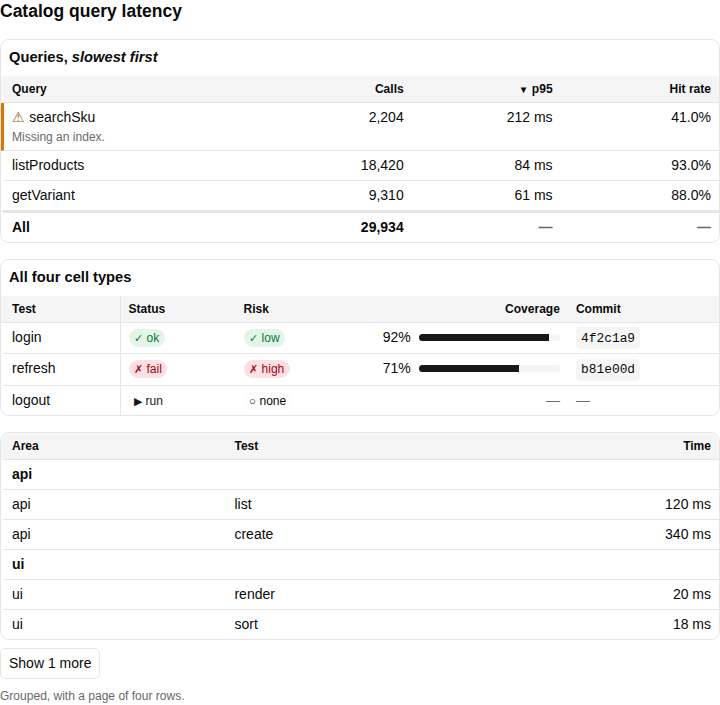 Catalog query latency
Queries, slowest first
Query Calls ▼ p95 Hit rate
⚠ searchSku 2,204 212 ms 41.0%
Missing an index.
listProducts 18,420 84 ms 93.0%
getVariant 9,310 61 ms 88.0%
All 29,934 — —
All four cell types
Test Status Risk Coverage Commit
login ✓ ok ✓ low 92% 4f2c1a9
refresh ✗ fail ✗ high 71% b81e00d
logout ▶ run ○ none — —
Area Test Time
api
api list 120 ms
api create 340 ms
ui
ui render 20 ms
ui sort 18 ms
Show 1 more
Grouped, with a page of four rows.